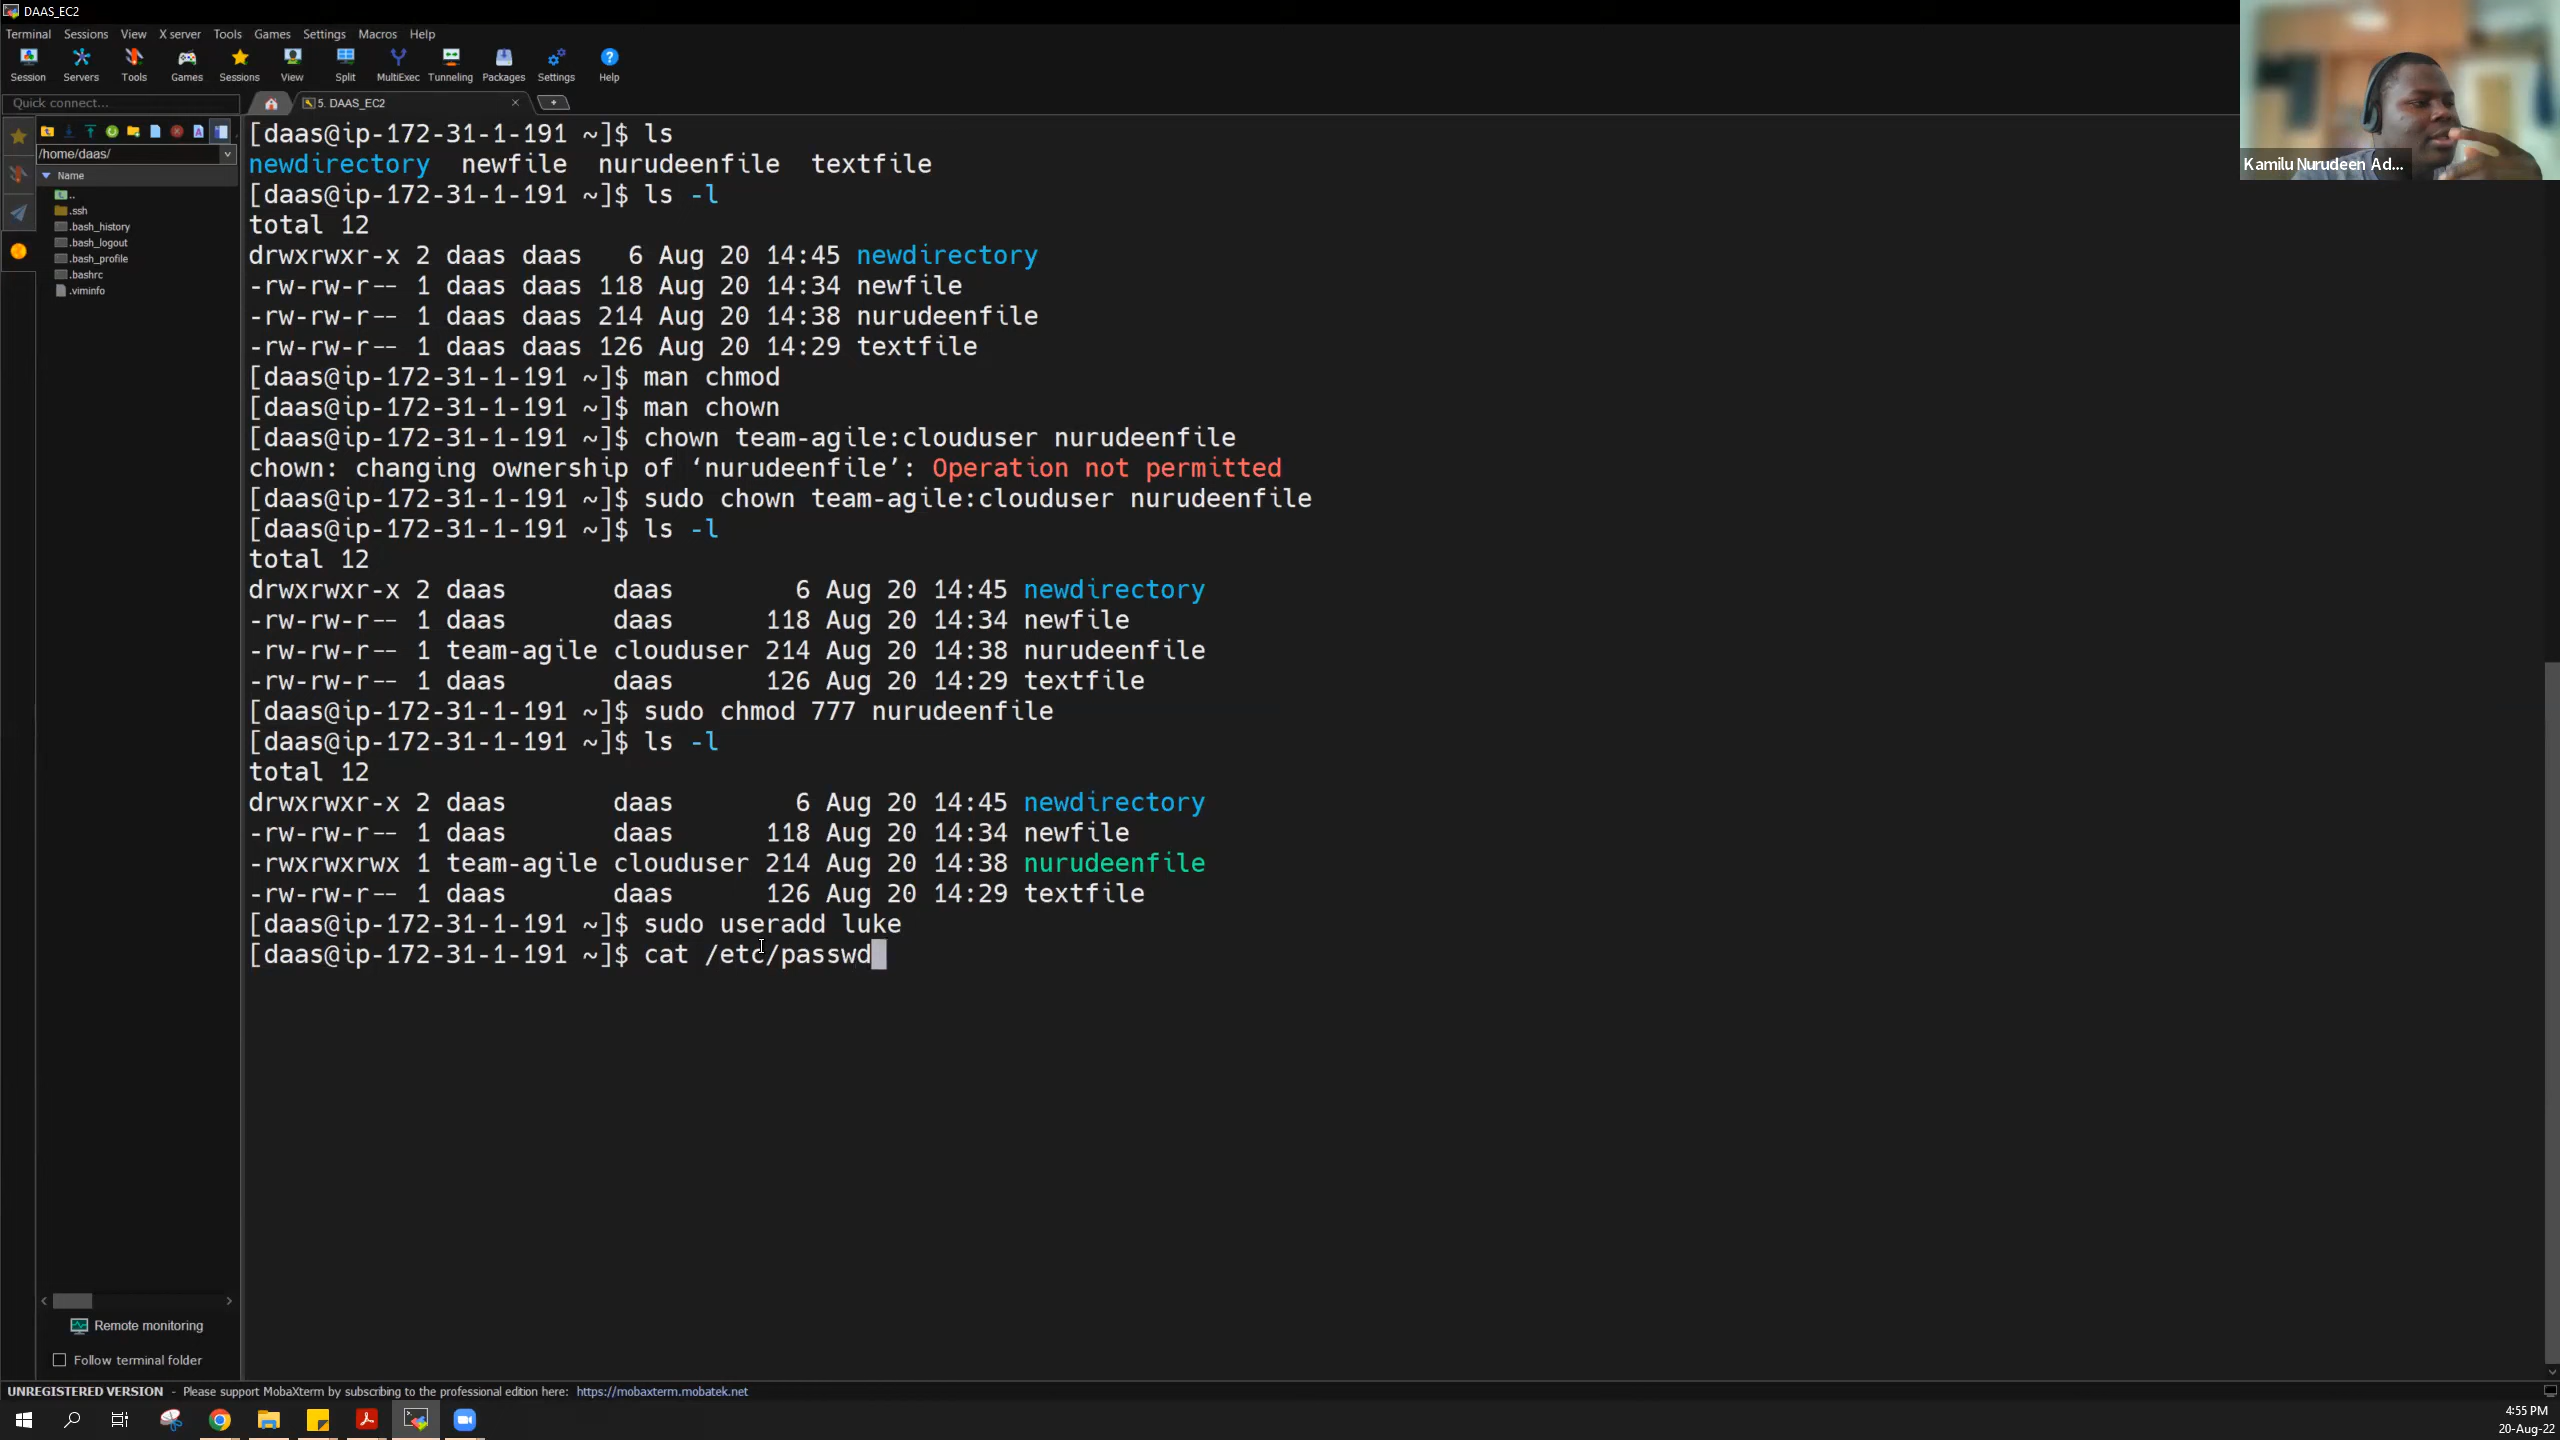 DAAS_EC2
Terminal Sessions View X server Tools Games Settings Macros Help
Session Servers Tools Games Sessions View Split MultiExec Tunneling Packages Settings Help
Quick connect...
5. DAAS_EC2
/home/daas/
Name
..
.ssh
.bash_history
.bash_logout
.bash_profile
.bashrc
.viminfo
[daas@ip-172-31-1-191 ~]$ ls
newdirectory newfile nurudeenfile textfile
[daas@ip-172-31-1-191 ~]$ ls -l
total 12
drwxrwxr-x 2 daas daas 6 Aug 20 14:45 newdirectory
-rw-rw-r-- 1 daas daas 118 Aug 20 14:34 newfile
-rw-rw-r-- 1 daas daas 214 Aug 20 14:38 nurudeenfile
-rw-rw-r-- 1 daas daas 126 Aug 20 14:29 textfile
[daas@ip-172-31-1-191 ~]$ man chmod
[daas@ip-172-31-1-191 ~]$ man chown
[daas@ip-172-31-1-191 ~]$ chown team-agile:clouduser nurudeenfile
chown: changing ownership of ‘nurudeenfile’: Operation not permitted
[daas@ip-172-31-1-191 ~]$ sudo chown team-agile:clouduser nurudeenfile
[daas@ip-172-31-1-191 ~]$ ls -l
total 12
drwxrwxr-x 2 daas daas 6 Aug 20 14:45 newdirectory
-rw-rw-r-- 1 daas daas 118 Aug 20 14:34 newfile
-rw-rw-r-- 1 team-agile clouduser 214 Aug 20 14:38 nurudeenfile
-rw-rw-r-- 1 daas daas 126 Aug 20 14:29 textfile
[daas@ip-172-31-1-191 ~]$ sudo chmod 777 nurudeenfile
[daas@ip-172-31-1-191 ~]$ ls -l
total 12
drwxrwxr-x 2 daas daas 6 Aug 20 14:45 newdirectory
-rw-rw-r-- 1 daas daas 118 Aug 20 14:34 newfile
-rwxrwxrwx 1 team-agile clouduser 214 Aug 20 14:38 nurudeenfile
-rw-rw-r-- 1 daas daas 126 Aug 20 14:29 textfile
[daas@ip-172-31-1-191 ~]$ sudo useradd luke
[daas@ip-172-31-1-191 ~]$ cat /etc/passwd
Kamilu Nurudeen Ad...
Remote monitoring
Follow terminal folder
UNREGISTERED VERSION - Please support MobaXterm by subscribing to the professional edition here: https://mobaxterm.mobatek.net
4:55 PM
20-Aug-22